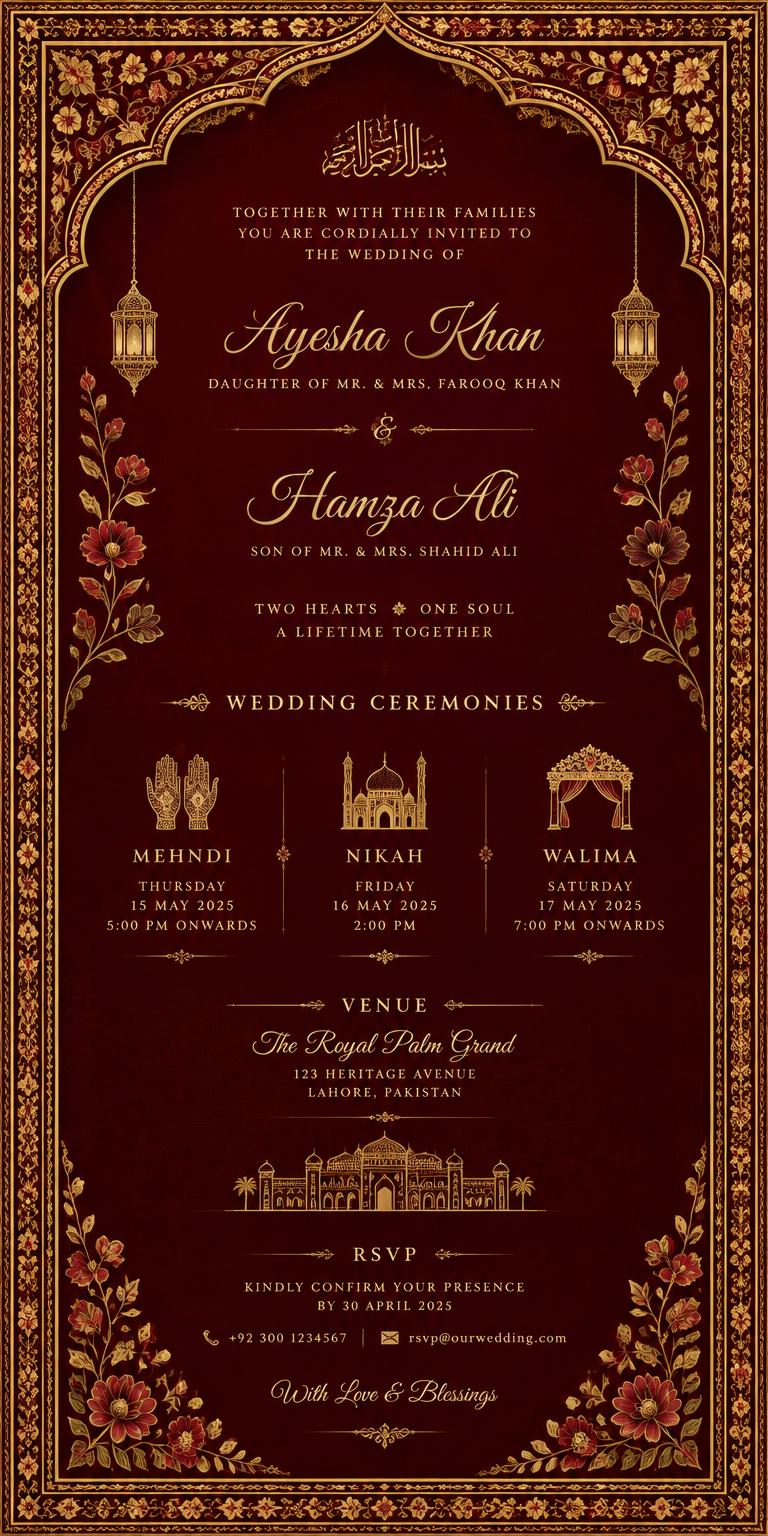 TOGETHER WITH THEIR FAMILIES
YOU ARE CORDIALLY INVITED TO
THE WEDDING OF
Ayesha Khan
DAUGHTER OF MR. & MRS. FAROOQ KHAN
&
Hamza Ali
SON OF MR. & MRS. SHAHID ALI
TWO HEARTS ONE SOUL
A LIFETIME TOGETHER
WEDDING CEREMONIES
MEHNDI
THURSDAY
15 MAY 2025
5:00 PM ONWARDS
NIKAH
FRIDAY
16 MAY 2025
2:00 PM
WALIMA
SATURDAY
17 MAY 2025
7:00 PM ONWARDS
VENUE
The Royal Palm Grand
123 HERITAGE AVENUE
LAHORE, PAKISTAN
RSVP
KINDLY CONFIRM YOUR PRESENCE
BY 30 APRIL 2025
+92 300 1234567 | rsvp@ourwedding.com
With Love & Blessings